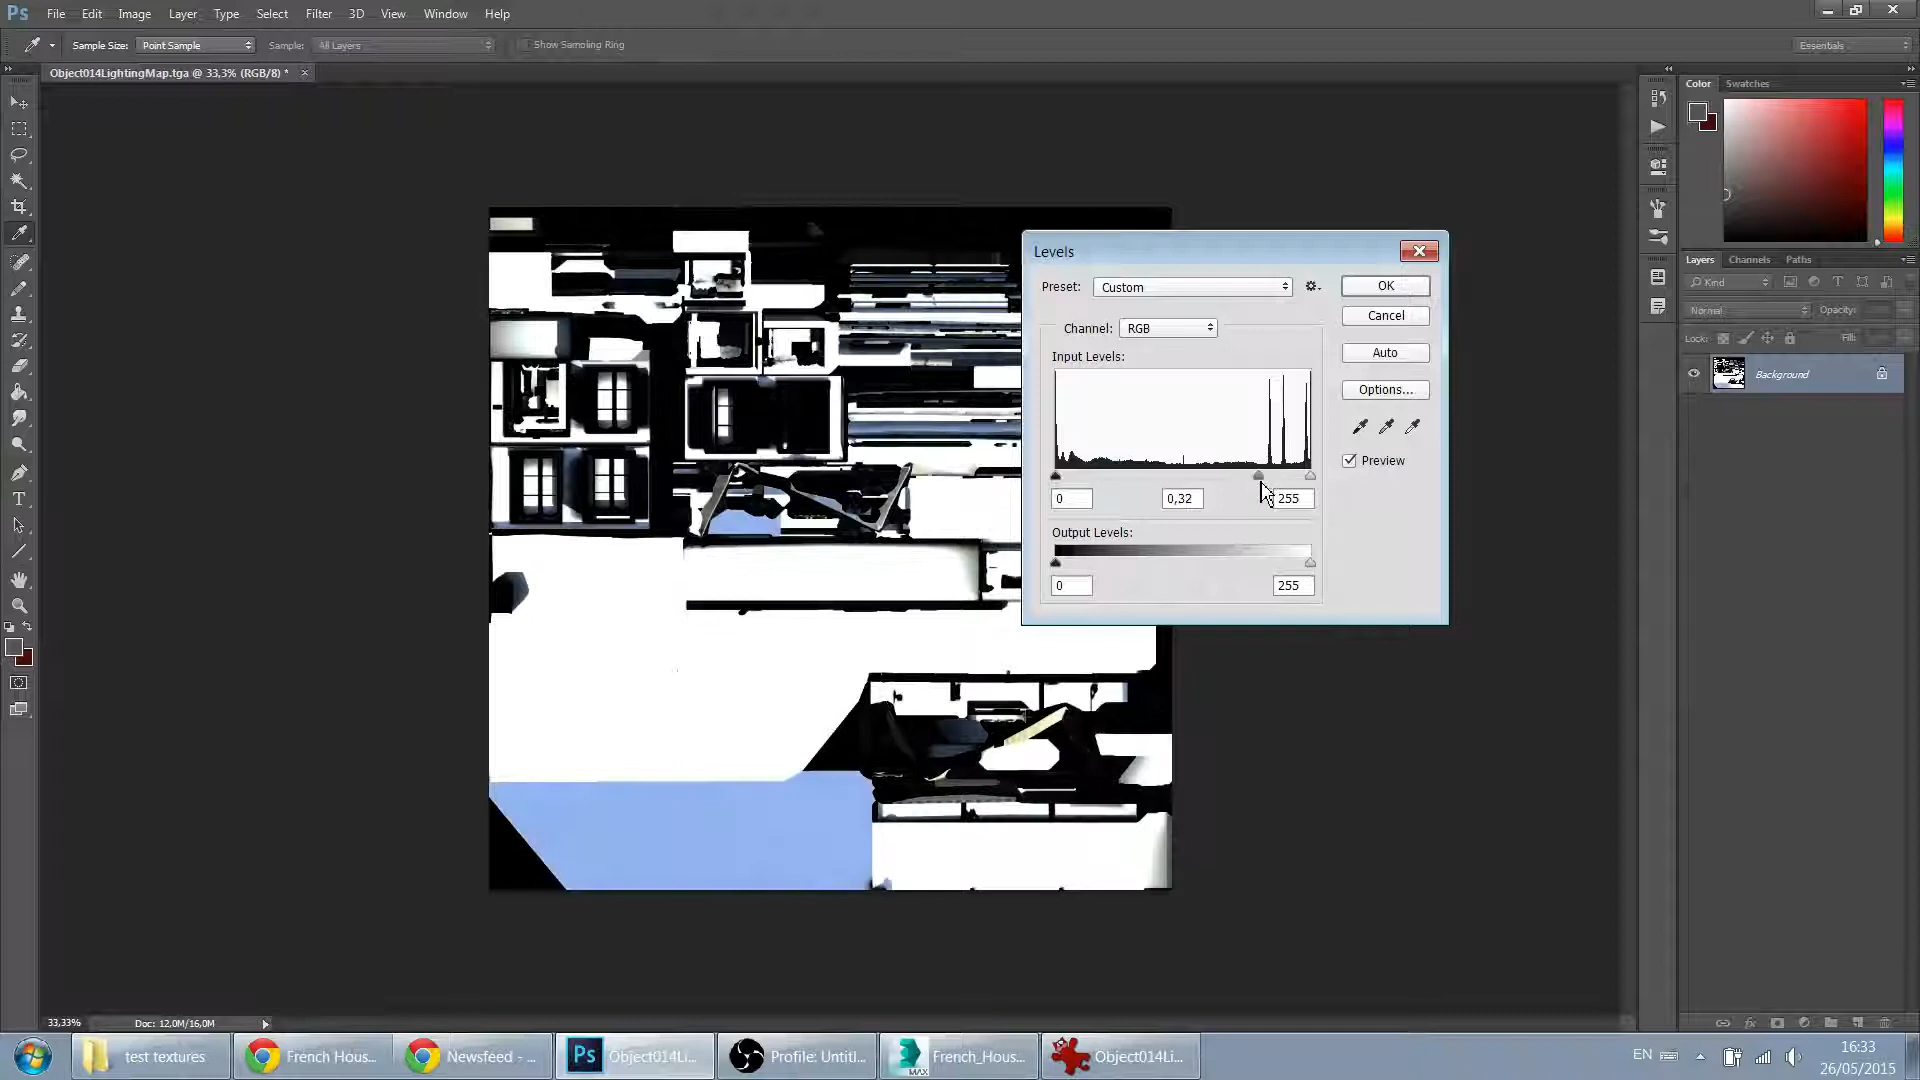 Ps File Edit Image Layer Type Select Filter 3D View Window Help
Sample Size: Point Sample Sample: All Layers Show Sampling Ring Essentials
Object014LightingMap.tga @ 33,3% (RGB/8) * ×
Color Swatches
Layers Channels Paths
Kind
Normal Opacity:
Lock: Fill:
Background
Levels
Preset: Custom OK
Channel: RGB Cancel
Input Levels: Auto
Options...
Preview
0 0,32 255
Output Levels:
0 255
T
33,33% Doc: 12,0M/16,0M
test textures French Hous... Newsfeed - ... Ps Object014Li... Profile: Untitl... MAX French_Hous... Object014Li...
EN 16:33
26/05/2015